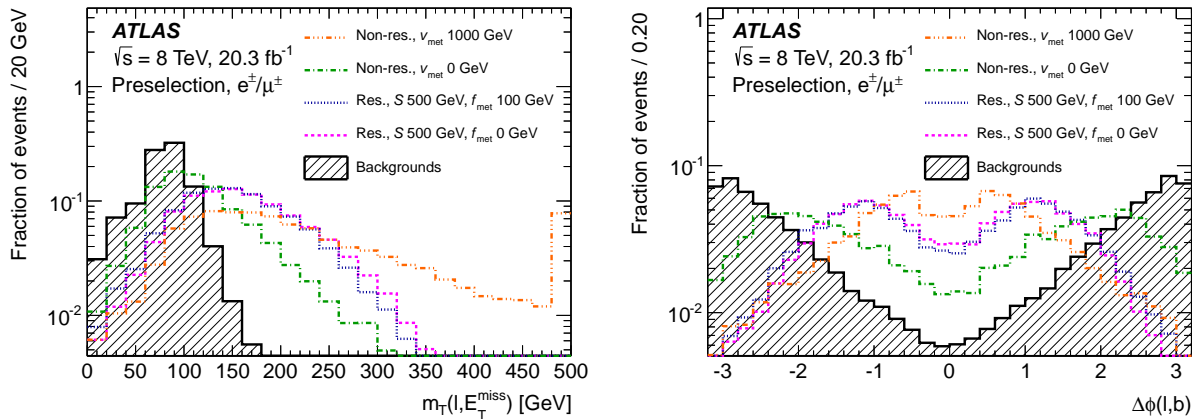 Fraction of events / 20 GeV
ATLAS
√s = 8 TeV, 20.3 fb⁻¹
Preselection, e±/μ±
Non-res., v_met 1000 GeV
Non-res., v_met 0 GeV
Res., S 500 GeV, f_met 100 GeV
Res., S 500 GeV, f_met 0 GeV
Backgrounds
1
10⁻¹
10⁻²
0 50 100 150 200 250 300 350 400 450 500
m_T(l,E_T^miss) [GeV]
Fraction of events / 0.20
ATLAS
√s = 8 TeV, 20.3 fb⁻¹
Preselection, e±/μ±
Non-res., v_met 1000 GeV
Non-res., v_met 0 GeV
Res., S 500 GeV, f_met 100 GeV
Res., S 500 GeV, f_met 0 GeV
Backgrounds
1
10⁻¹
10⁻²
-3 -2 -1 0 1 2 3
Δϕ(l,b)